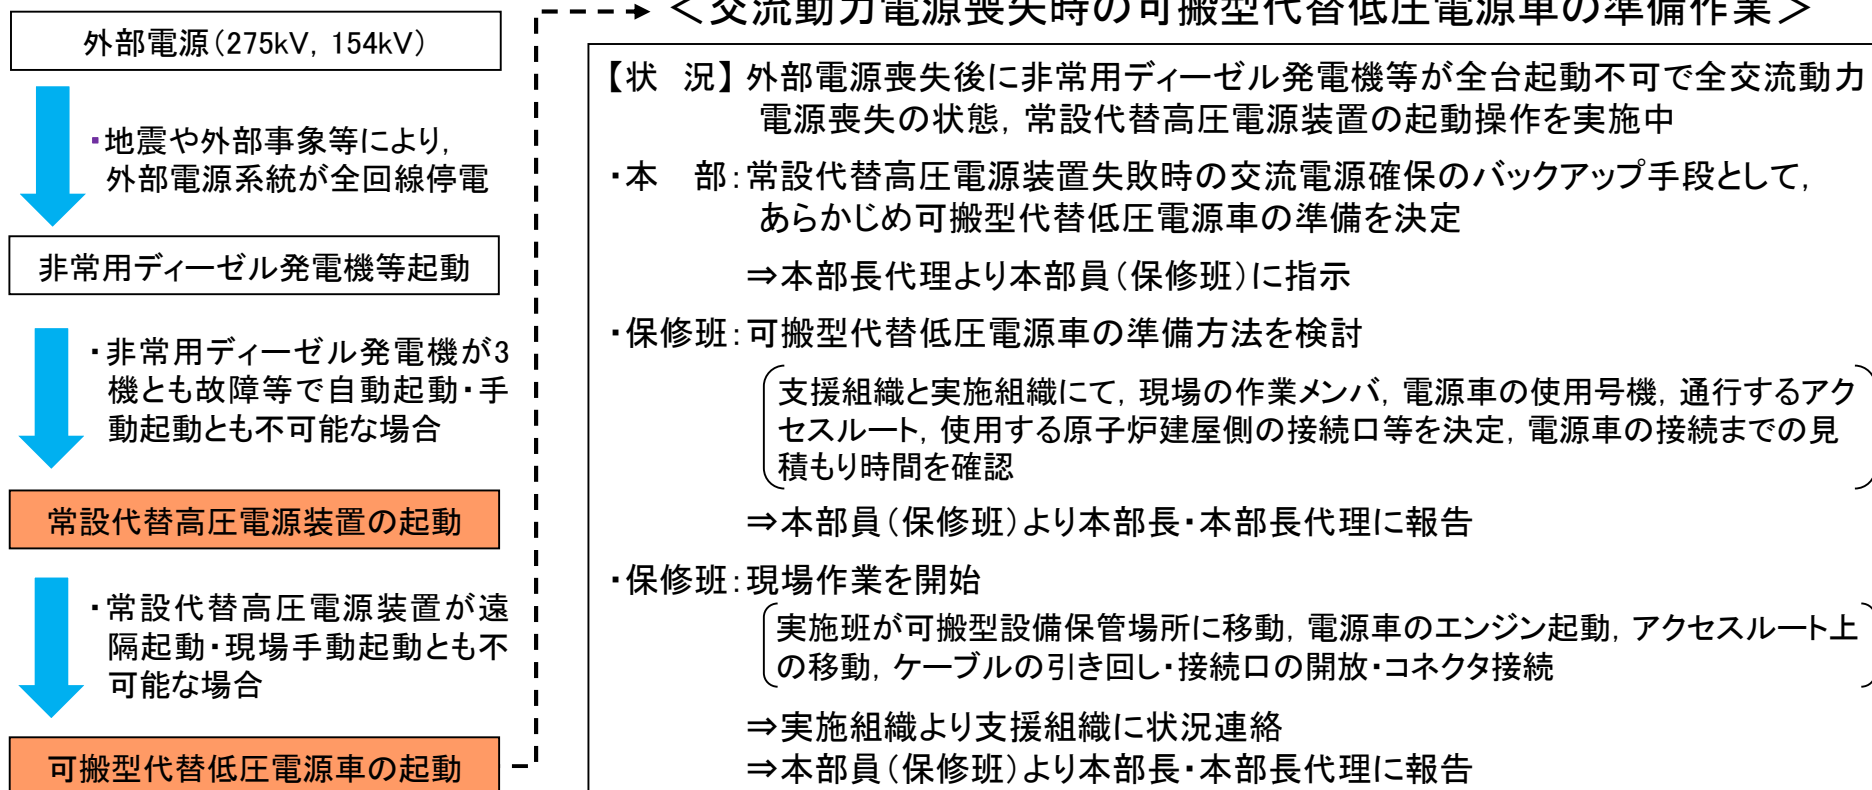 外部電源(275kV, 154kV)
・地震や外部事象等により,
外部電源系統が全回線停電
非常用ディーゼル発電機等起動
・非常用ディーゼル発電機が3
機とも故障等で自動起動・手
動起動とも不可能な場合
常設代替高圧電源装置の起動
・常設代替高圧電源装置が遠
隔起動・現場手動起動とも不
可能な場合
可搬型代替低圧電源車の起動
<交流動力電源喪失時の可搬型代替低圧電源車の準備作業>
【状 況】外部電源喪失後に非常用ディーゼル発電機等が全台起動不可で全交流動力
電源喪失の状態, 常設代替高圧電源装置の起動操作を実施中
・本 部:常設代替高圧電源装置失敗時の交流電源確保のバックアップ手段として,
あらかじめ可搬型代替低圧電源車の準備を決定
⇒本部長代理より本部員(保修班)に指示
・保修班:可搬型代替低圧電源車の準備方法を検討
支援組織と実施組織にて, 現場の作業メンバ, 電源車の使用号機, 通行するアク
セスルート, 使用する原子炉建屋側の接続口等を決定, 電源車の接続までの見
積もり時間を確認
⇒本部員(保修班)より本部長・本部長代理に報告
・保修班:現場作業を開始
実施班が可搬型設備保管場所に移動, 電源車のエンジン起動, アクセスルート上
の移動, ケーブルの引き回し・接続口の開放・コネクタ接続
⇒実施組織より支援組織に状況連絡
⇒本部員(保修班)より本部長・本部長代理に報告